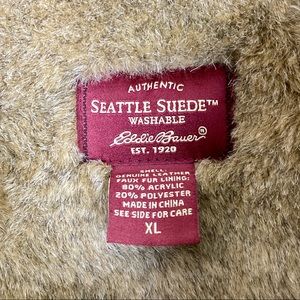 AUTHENTIC
SEATTLE SUEDE™
WASHABLE
Eddie Bauer®
EST. 1920
SHELL:
GENUINE LEATHER
FAUX FUR LINING:
80% ACRYLIC
20% POLYESTER
MADE IN CHINA
SEE SIDE FOR CARE
XL